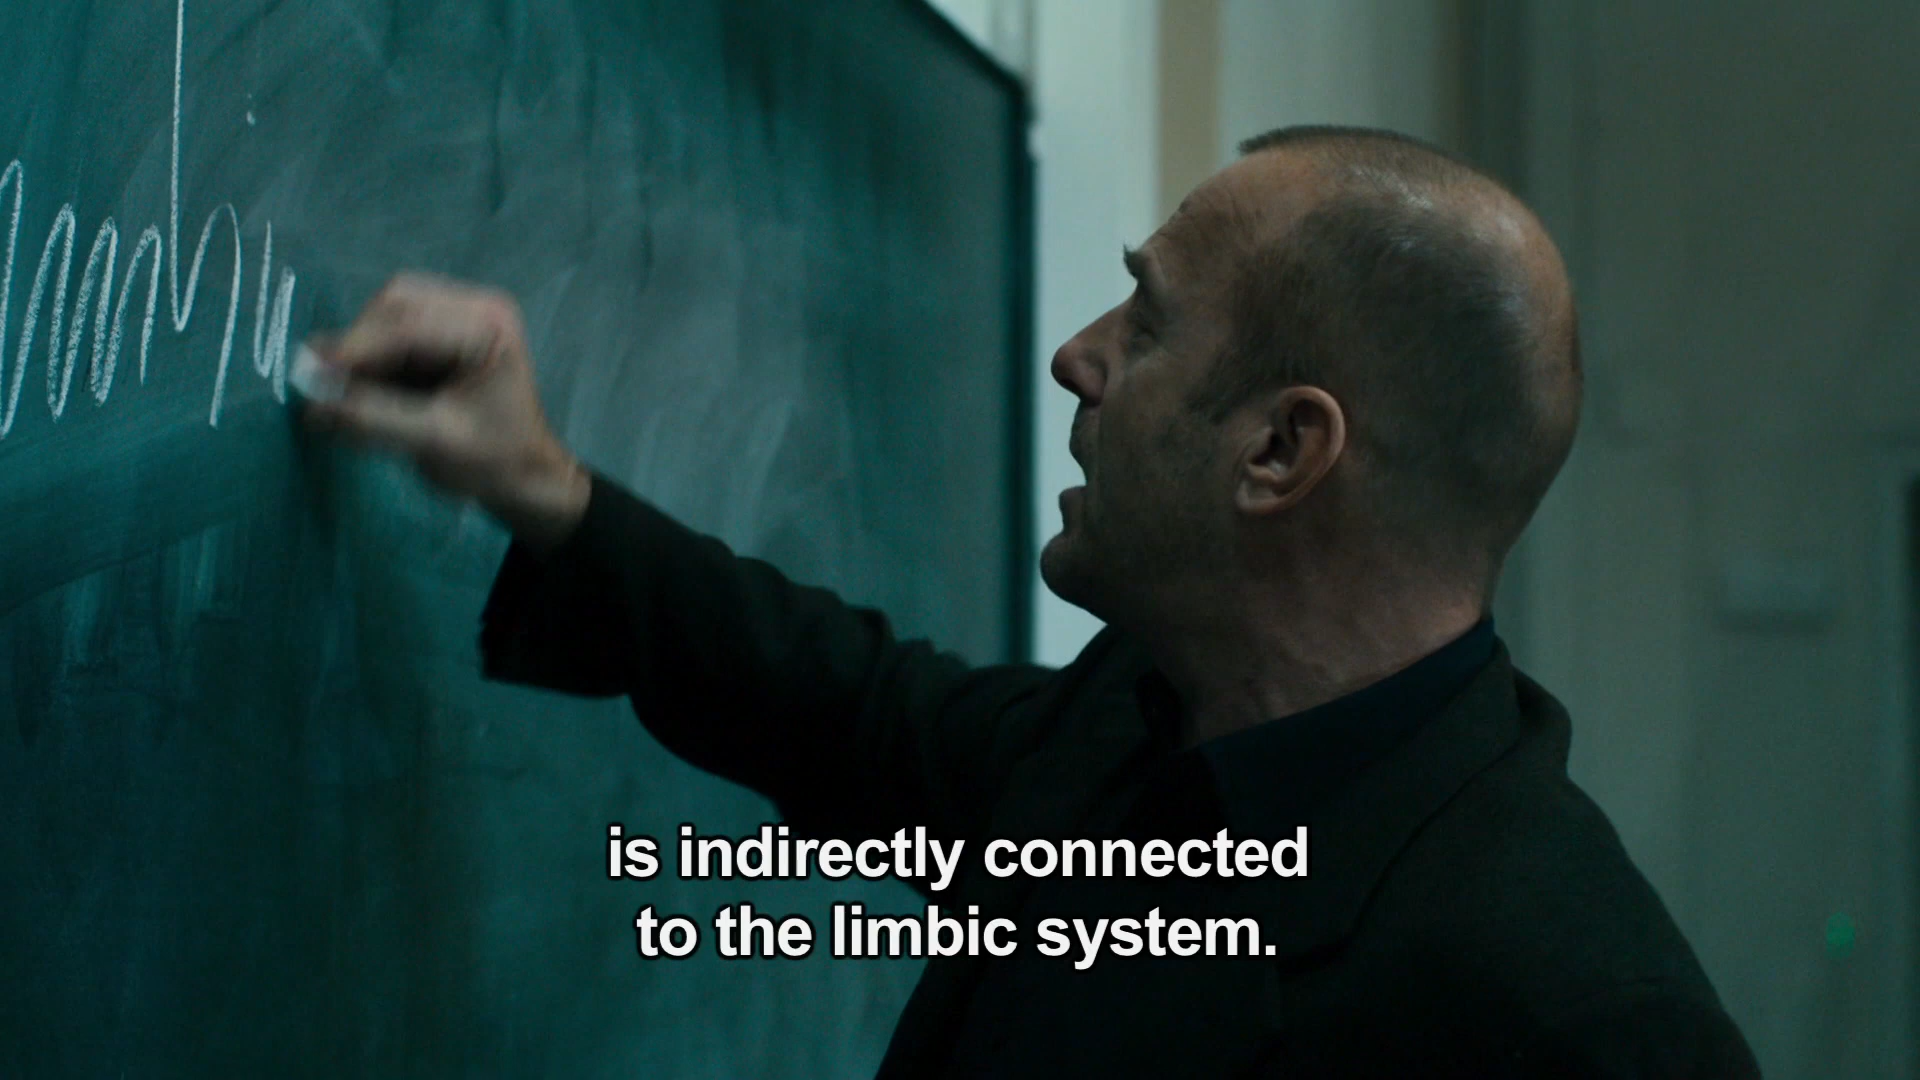 is indirectly connected
to the limbic system.